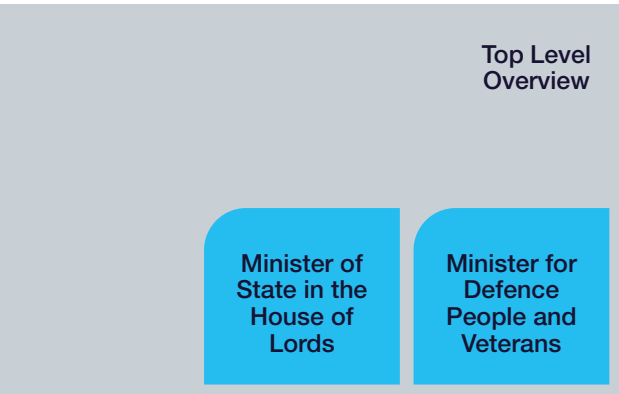 Top Level
Overview
Minister of
State in the
House of
Lords
Minister for
Defence
People and
Veterans